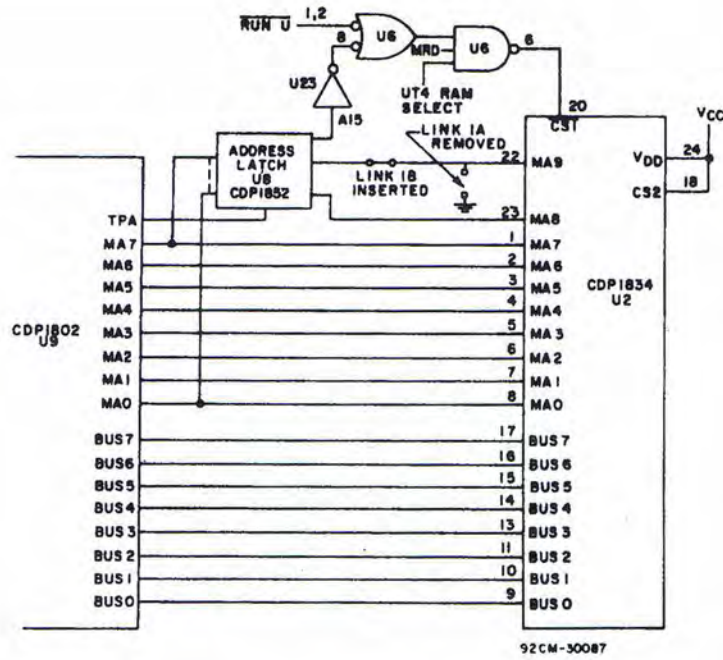 RUN U 1,2
8
U6
MRD
U6
6
U23
UT4 RAM
SELECT
A15
20
CS1
LINK 1A
REMOVED
VCC
ADDRESS
LATCH
U8
CDP1852
LINK 1B
INSERTED
22 MA9
VDD 24
CS2 18
TPA
23 MA8
MA7 1 MA7
MA6 2 MA6
MA5 3 MA5
CDP1834
U2
MA4 4 MA4
CDP1802
U9
MA3 5 MA3
MA2 6 MA2
MA1 7 MA1
MA0 8 MA0
BUS7 17 BUS7
BUS6 16 BUS6
BUS5 15 BUS5
BUS4 14 BUS4
BUS3 13 BUS3
BUS2 11 BUS2
BUS1 10 BUS1
BUS0 9 BUS0
92CM-30087